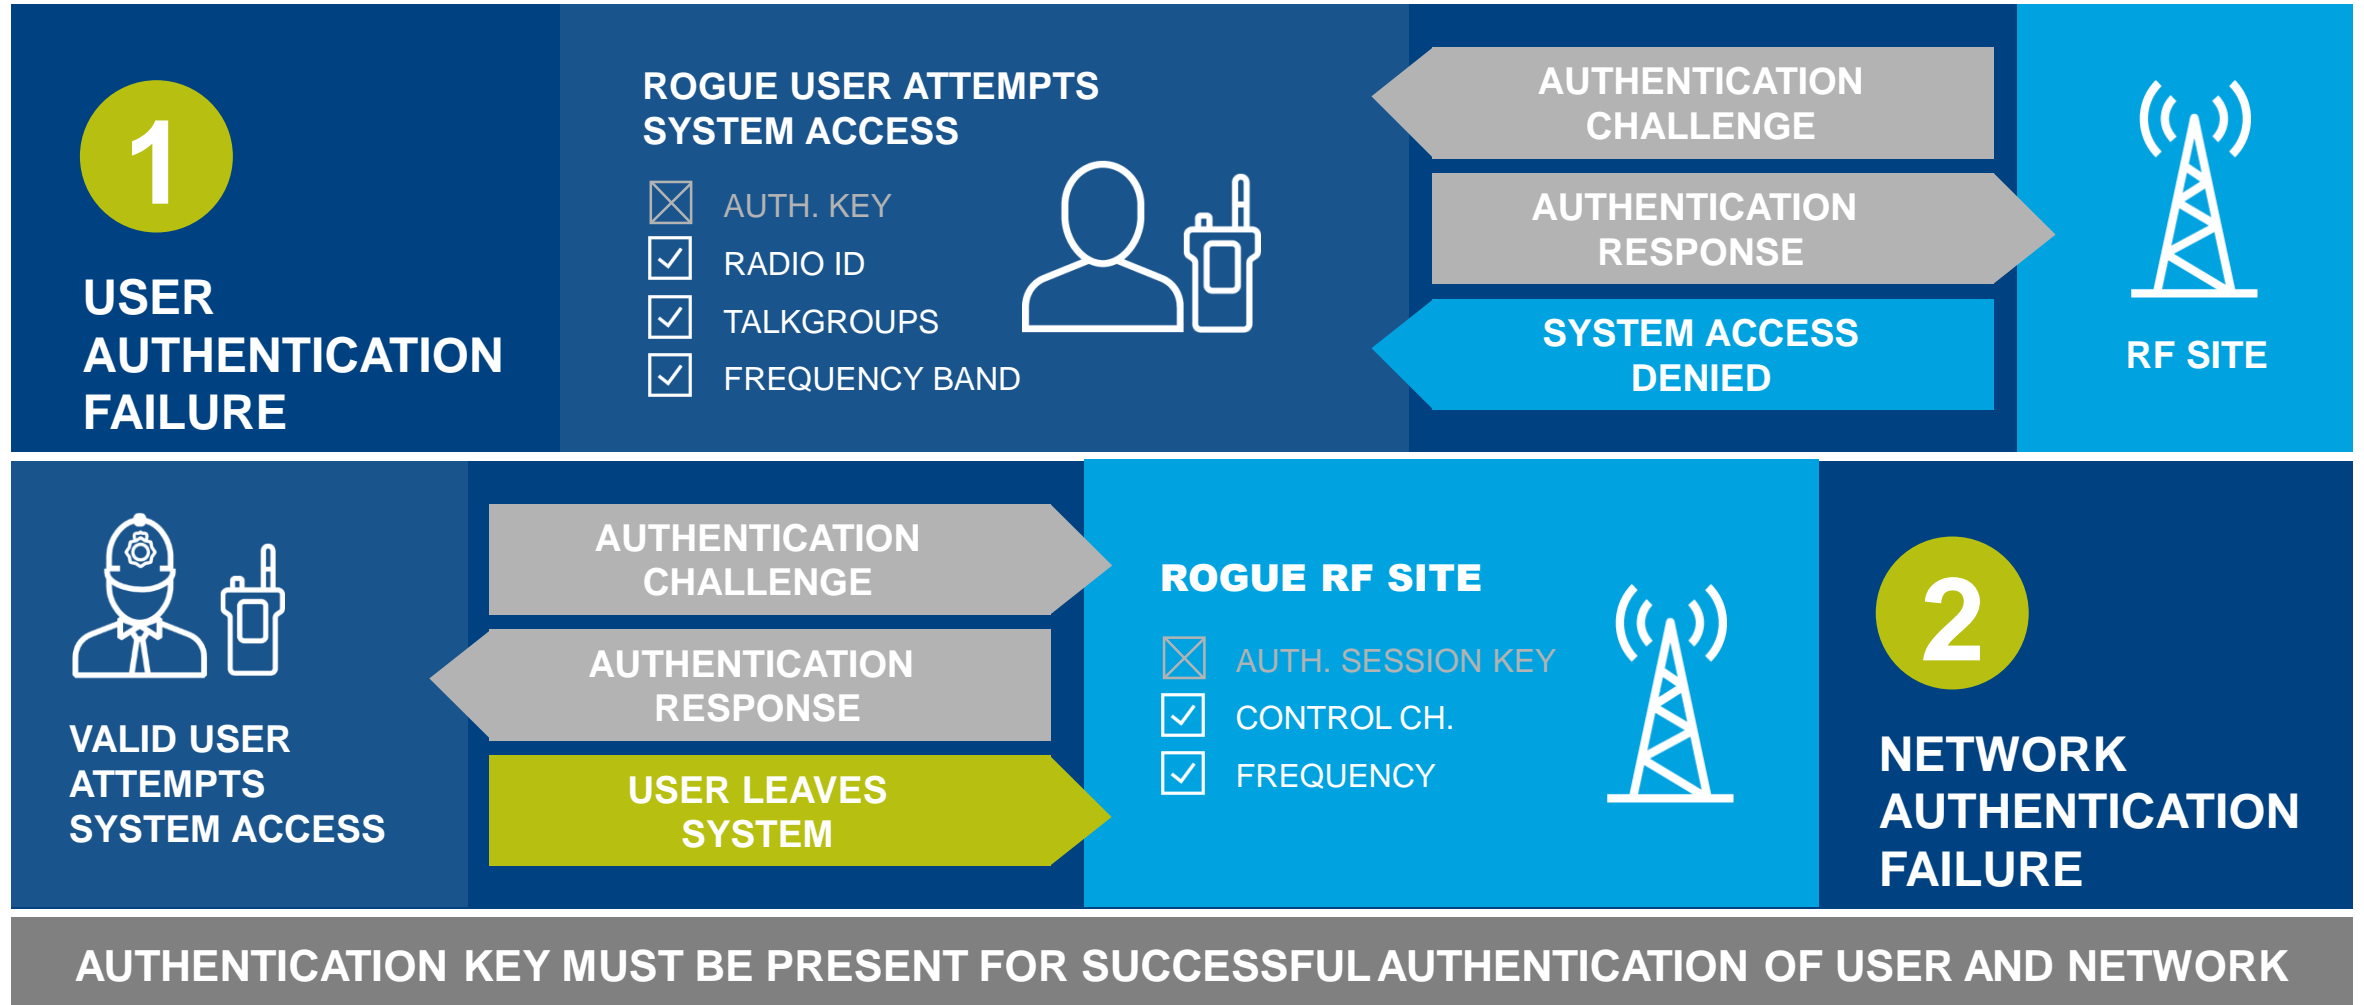 1
USER
AUTHENTICATION
FAILURE
ROGUE USER ATTEMPTS
SYSTEM ACCESS
AUTH. KEY
RADIO ID
TALKGROUPS
FREQUENCY BAND
AUTHENTICATION
CHALLENGE
AUTHENTICATION
RESPONSE
SYSTEM ACCESS
DENIED
RF SITE
VALID USER
ATTEMPTS
SYSTEM ACCESS
AUTHENTICATION
CHALLENGE
AUTHENTICATION
RESPONSE
USER LEAVES
SYSTEM
ROGUE RF SITE
AUTH. SESSION KEY
CONTROL CH.
FREQUENCY
2
NETWORK
AUTHENTICATION
FAILURE
AUTHENTICATION KEY MUST BE PRESENT FOR SUCCESSFUL AUTHENTICATION OF USER AND NETWORK